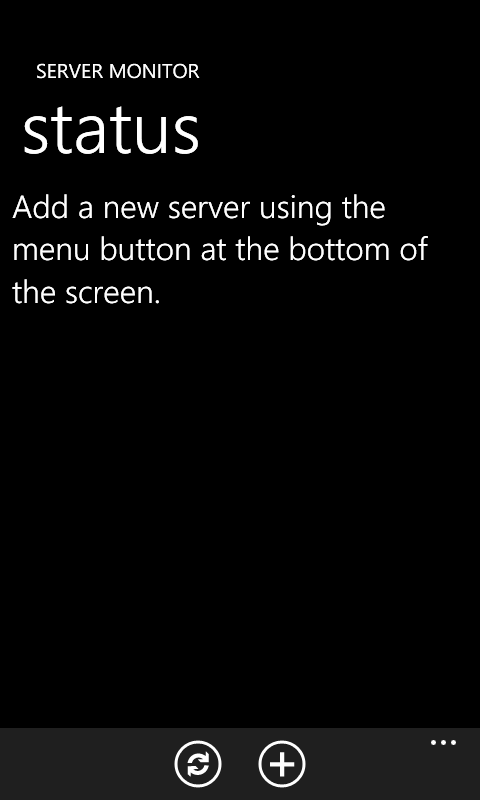 SERVER MONITOR
status
Add a new server using the
menu button at the bottom of
the screen.